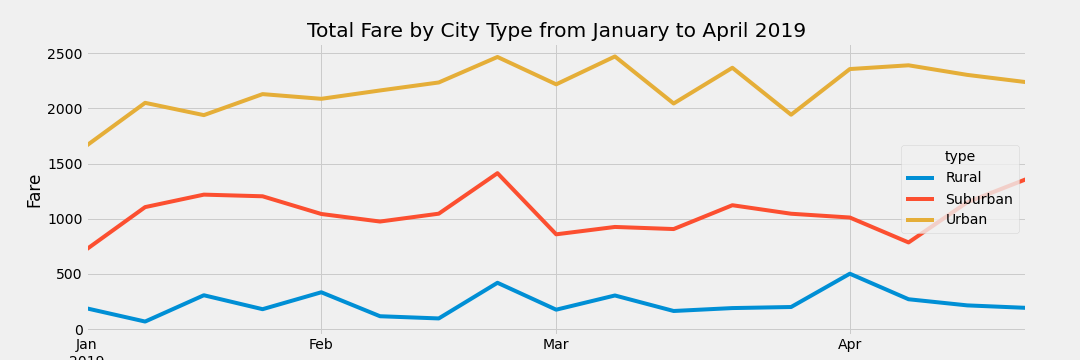 Total Fare by City Type from January to April 2019
Fare
2500
2000
1500
1000
500
0
type
Rural
Suburban
Urban
Jan Feb Mar Apr
2019